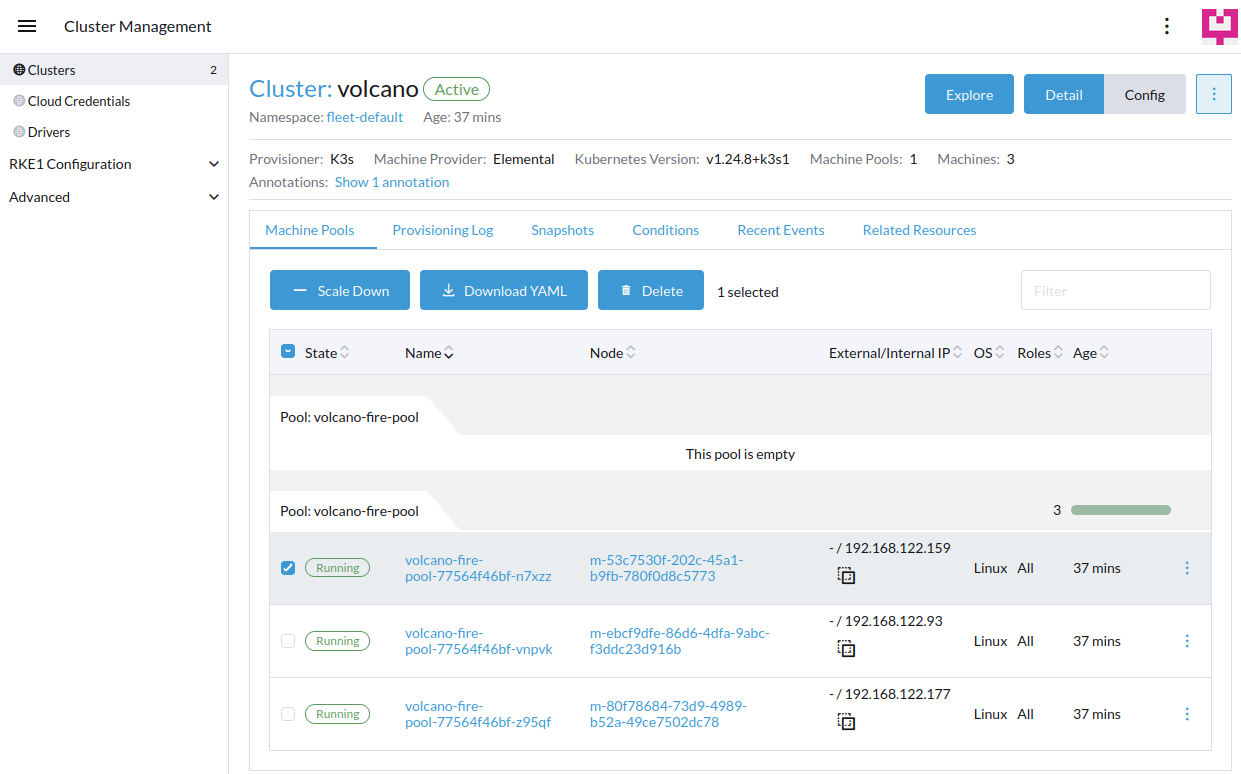 Cluster Management
Clusters 2
Cloud Credentials
Drivers
RKE1 Configuration
Advanced
Cluster: volcano Active
Explore Detail Config
Namespace: fleet-default Age: 37 mins
Provisioner: K3s Machine Provider: Elemental Kubernetes Version: v1.24.8+k3s1 Machine Pools: 1 Machines: 3
Annotations: Show 1 annotation
Machine Pools Provisioning Log Snapshots Conditions Recent Events Related Resources
Scale Down Download YAML Delete 1 selected Filter
State Name Node External/Internal IP OS Roles Age
Pool: volcano-fire-pool
This pool is empty
Pool: volcano-fire-pool 3
Running volcano-fire-
pool-77564f46bf-n7xzz
m-53c7530f-202c-45a1-
b9fb-780f0d8c5773
- / 192.168.122.159
Linux All 37 mins
Running volcano-fire-
pool-77564f46bf-vnpvk
m-ebcf9dfe-86d6-4dfa-9abc-
f3ddc23d916b
- / 192.168.122.93
Linux All 37 mins
Running volcano-fire-
pool-77564f46bf-z95qf
m-80f78684-73d9-4989-
b52a-49ce7502dc78
- / 192.168.122.177
Linux All 37 mins